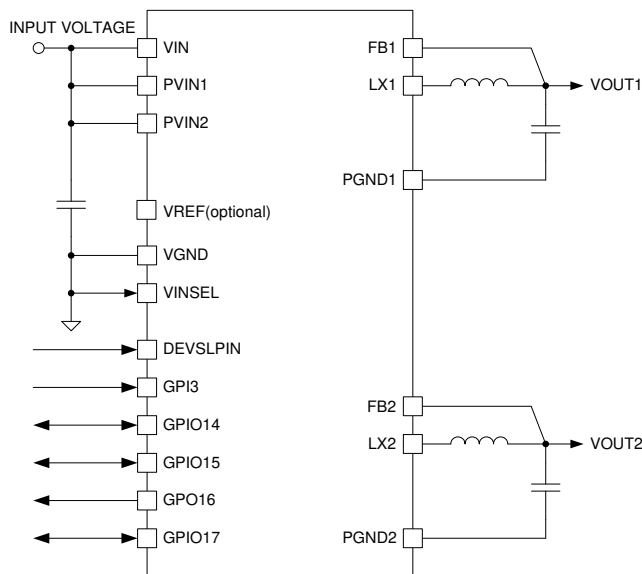 INPUT VOLTAGE
VIN
PVIN1
PVIN2
VREF(optional)
VGND
VINSEL
DEVSLPIN
GPI3
GPIO14
GPIO15
GPO16
GPIO17
FB1
LX1
VOUT1
PGND1
FB2
LX2
VOUT2
PGND2